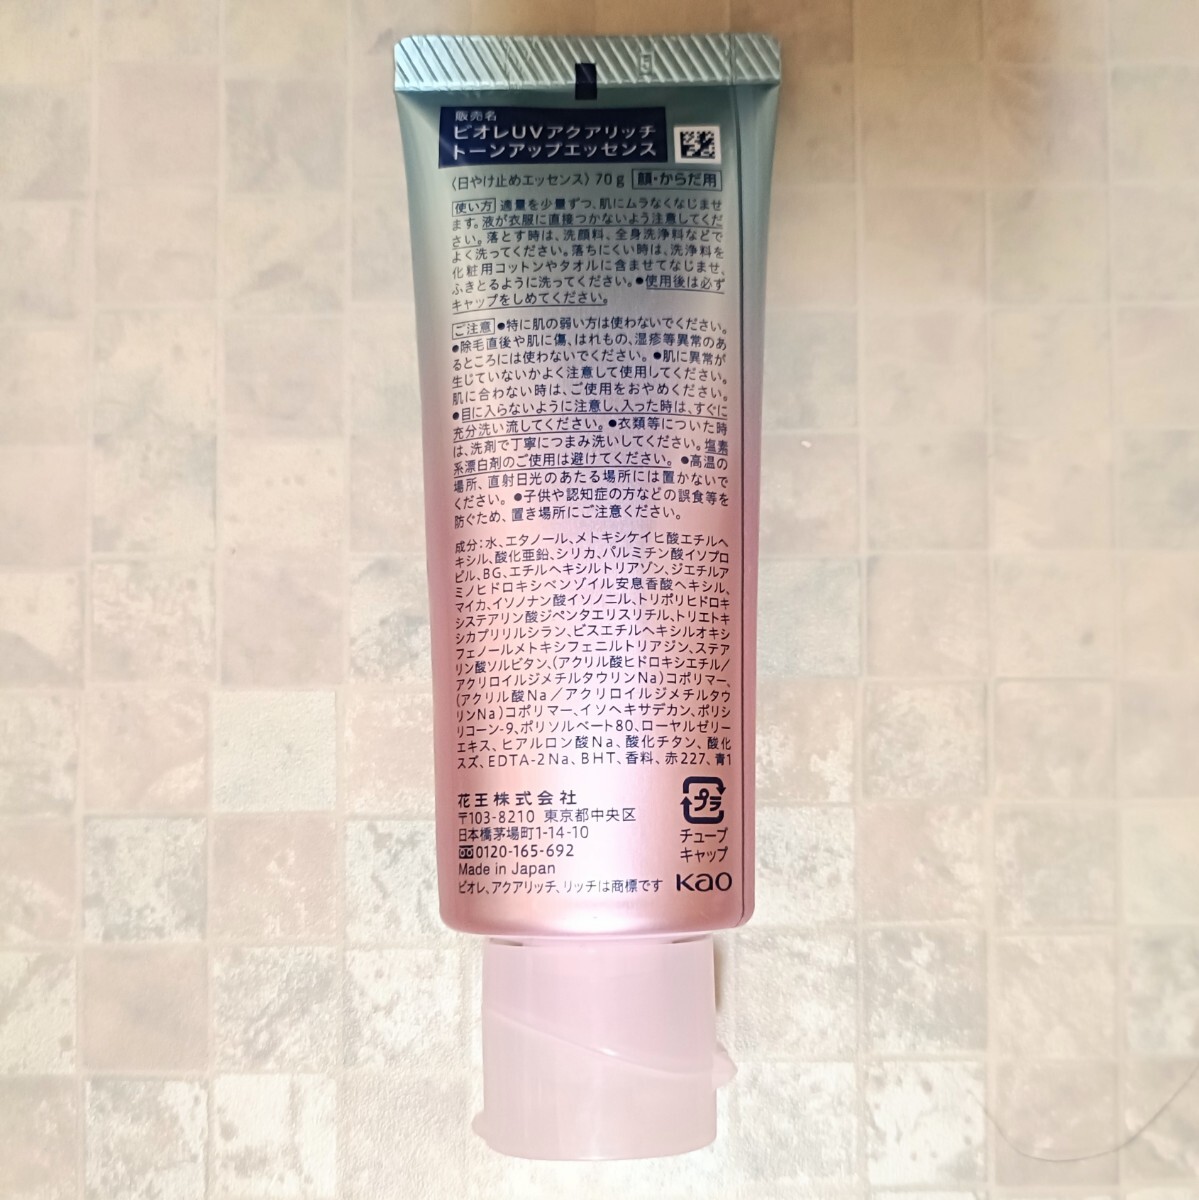 販売名
ビオレUVアクアリッチ
トーンアップエッセンス
〈日やけ止めエッセンス〉70g 顔・からだ用
使い方 適量を少量ずつ、肌にムラなくなじませ
ます。液が衣服に直接つかないよう注意してくだ
さい。落とす時は、洗顔料、全身洗浄料などで
よく洗ってください。落ちにくい時は、洗浄料を
化粧用コットンやタオルに含ませてなじませ、
ふきとるように洗ってください。●使用後は必ず
キャップをしめてください。
ご注意 ●特に肌の弱い方は使わないでください。
●除毛直後や肌に傷、はれもの、湿疹等異常のあ
るところには使わないでください。●肌に異常が
生じていないかよく注意して使用してください。
肌に合わない時は、ご使用をおやめください。
●目に入らないように注意し、入った時は、すぐに
充分洗い流してください。●衣類等についた時
は、洗剤で丁寧につまみ洗いしてください。塩素
系漂白剤のご使用は避けてください。●高温の
場所、直射日光のあたる場所には置かないで
ください。●子供や認知症の方などの誤食等を
防ぐため、置き場所にご注意ください。
成分：水、エタノール、メトキシケイヒ酸エチルヘ
キシル、酸化亜鉛、シリカ、パルミチン酸イソプロ
ピル、BG、エチルヘキシルトリアゾン、ジエチルア
ミノヒドロキシベンゾイル安息香酸ヘキシル、
マイカ、イソノナン酸イソノニル、トリポリヒドロキ
システアリン酸ジペンタエリスリチル、トリエトキ
シカプリリルシラン、ビスエチルヘキシルオキシ
フェノールメトキシフェニルトリアジン、ステア
リン酸ソルビタン、(アクリル酸ヒドロキシエチル／
アクリロイルジメチルタウリンNa)コポリマー、
(アクリル酸Na／アクリロイルジメチルタウ
リンNa)コポリマー、イソヘキサデカン、ポリシ
リコーン-9、ポリソルベート80、ローヤルゼリー
エキス、ヒアルロン酸Na、酸化チタン、酸化
スズ、EDTA-2Na、BHT、香料、赤227、青1
花王株式会社
〒103-8210 東京都中央区
日本橋茅場町1-14-10
0120-165-692
Made in Japan
ビオレ、アクアリッチ、リッチは商標です
プラ
チューブ
キャップ
Kao